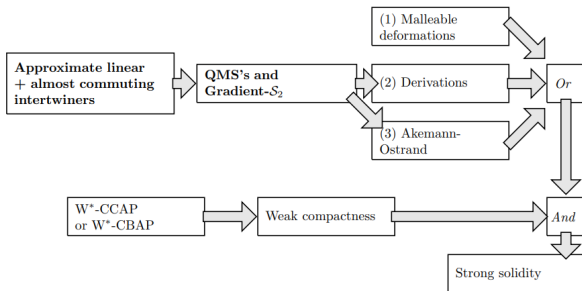 (1) Malleable
deformations
Approximate linear
+ almost commuting
intertwiners
QMS's and
Gradient-𝒮₂
(2) Derivations
Or
(3) Akemann-
Ostrand
W*-CCAP
or W*-CBAP
Weak compactness
And
Strong solidity